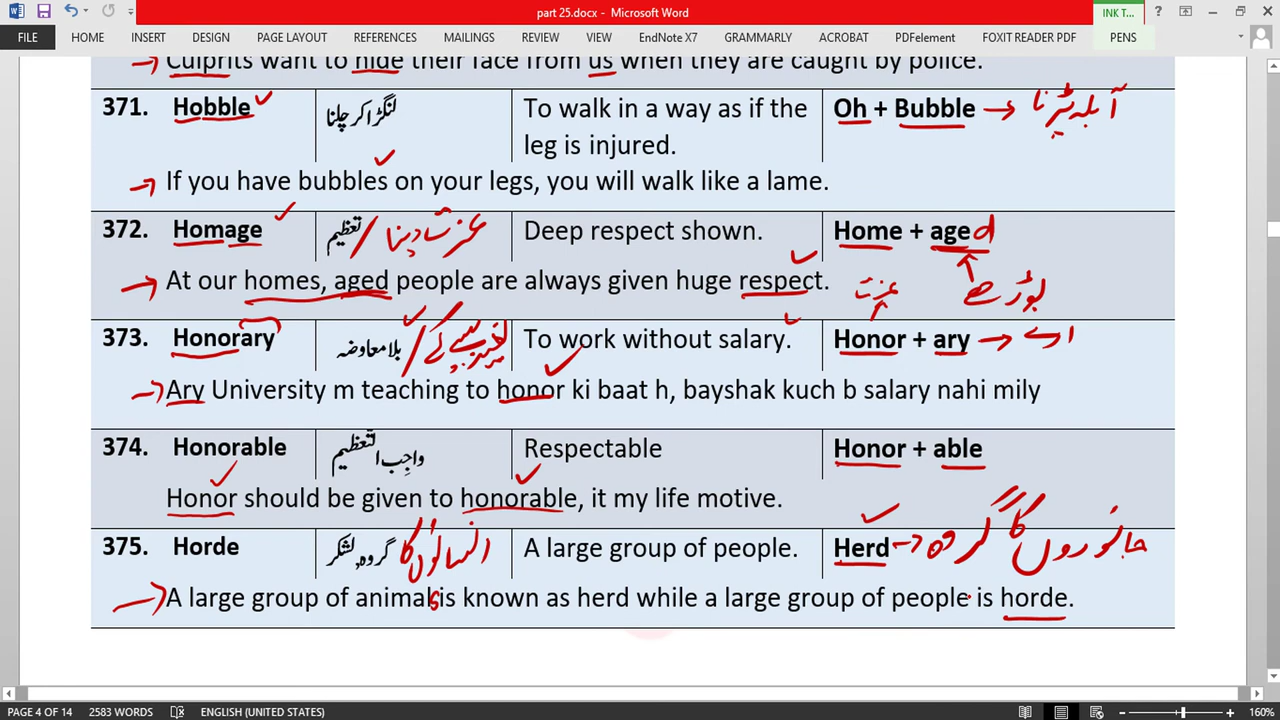 part 25.docx - Microsoft Word
INK T...
?
FILE HOME INSERT DESIGN PAGE LAYOUT REFERENCES MAILINGS REVIEW VIEW EndNote X7 GRAMMARLY ACROBAT PDFelement FOXIT READER PDF PENS
Culprits want to hide their face from us when they are caught by police.
371. Hobble لنگڑا کر چلنا To walk in a way as if the Oh + Bubble آبلہ پڑنا
leg is injured.
If you have bubbles on your legs, you will walk like a lame.
372. Homage تعظیم / عزت دینا Deep respect shown. Home + aged
At our homes, aged people are always given huge respect. عزت بوڑھے
373. Honorary بلا معاوضہ / بغیر پیسے کے To work without salary. Honor + ary اے
Ary University m teaching to honor ki baat h, bayshak kuch b salary nahi mily
374. Honorable واجب التعظیم Respectable Honor + able
Honor should be given to honorable, it my life motive.
375. Horde گروہ, لشکر انسانوں کا A large group of people. Herd جانوروں کا گروہ
A large group of animals is known as herd while a large group of people is horde.
PAGE 4 OF 14 2583 WORDS ENGLISH (UNITED STATES) 160%